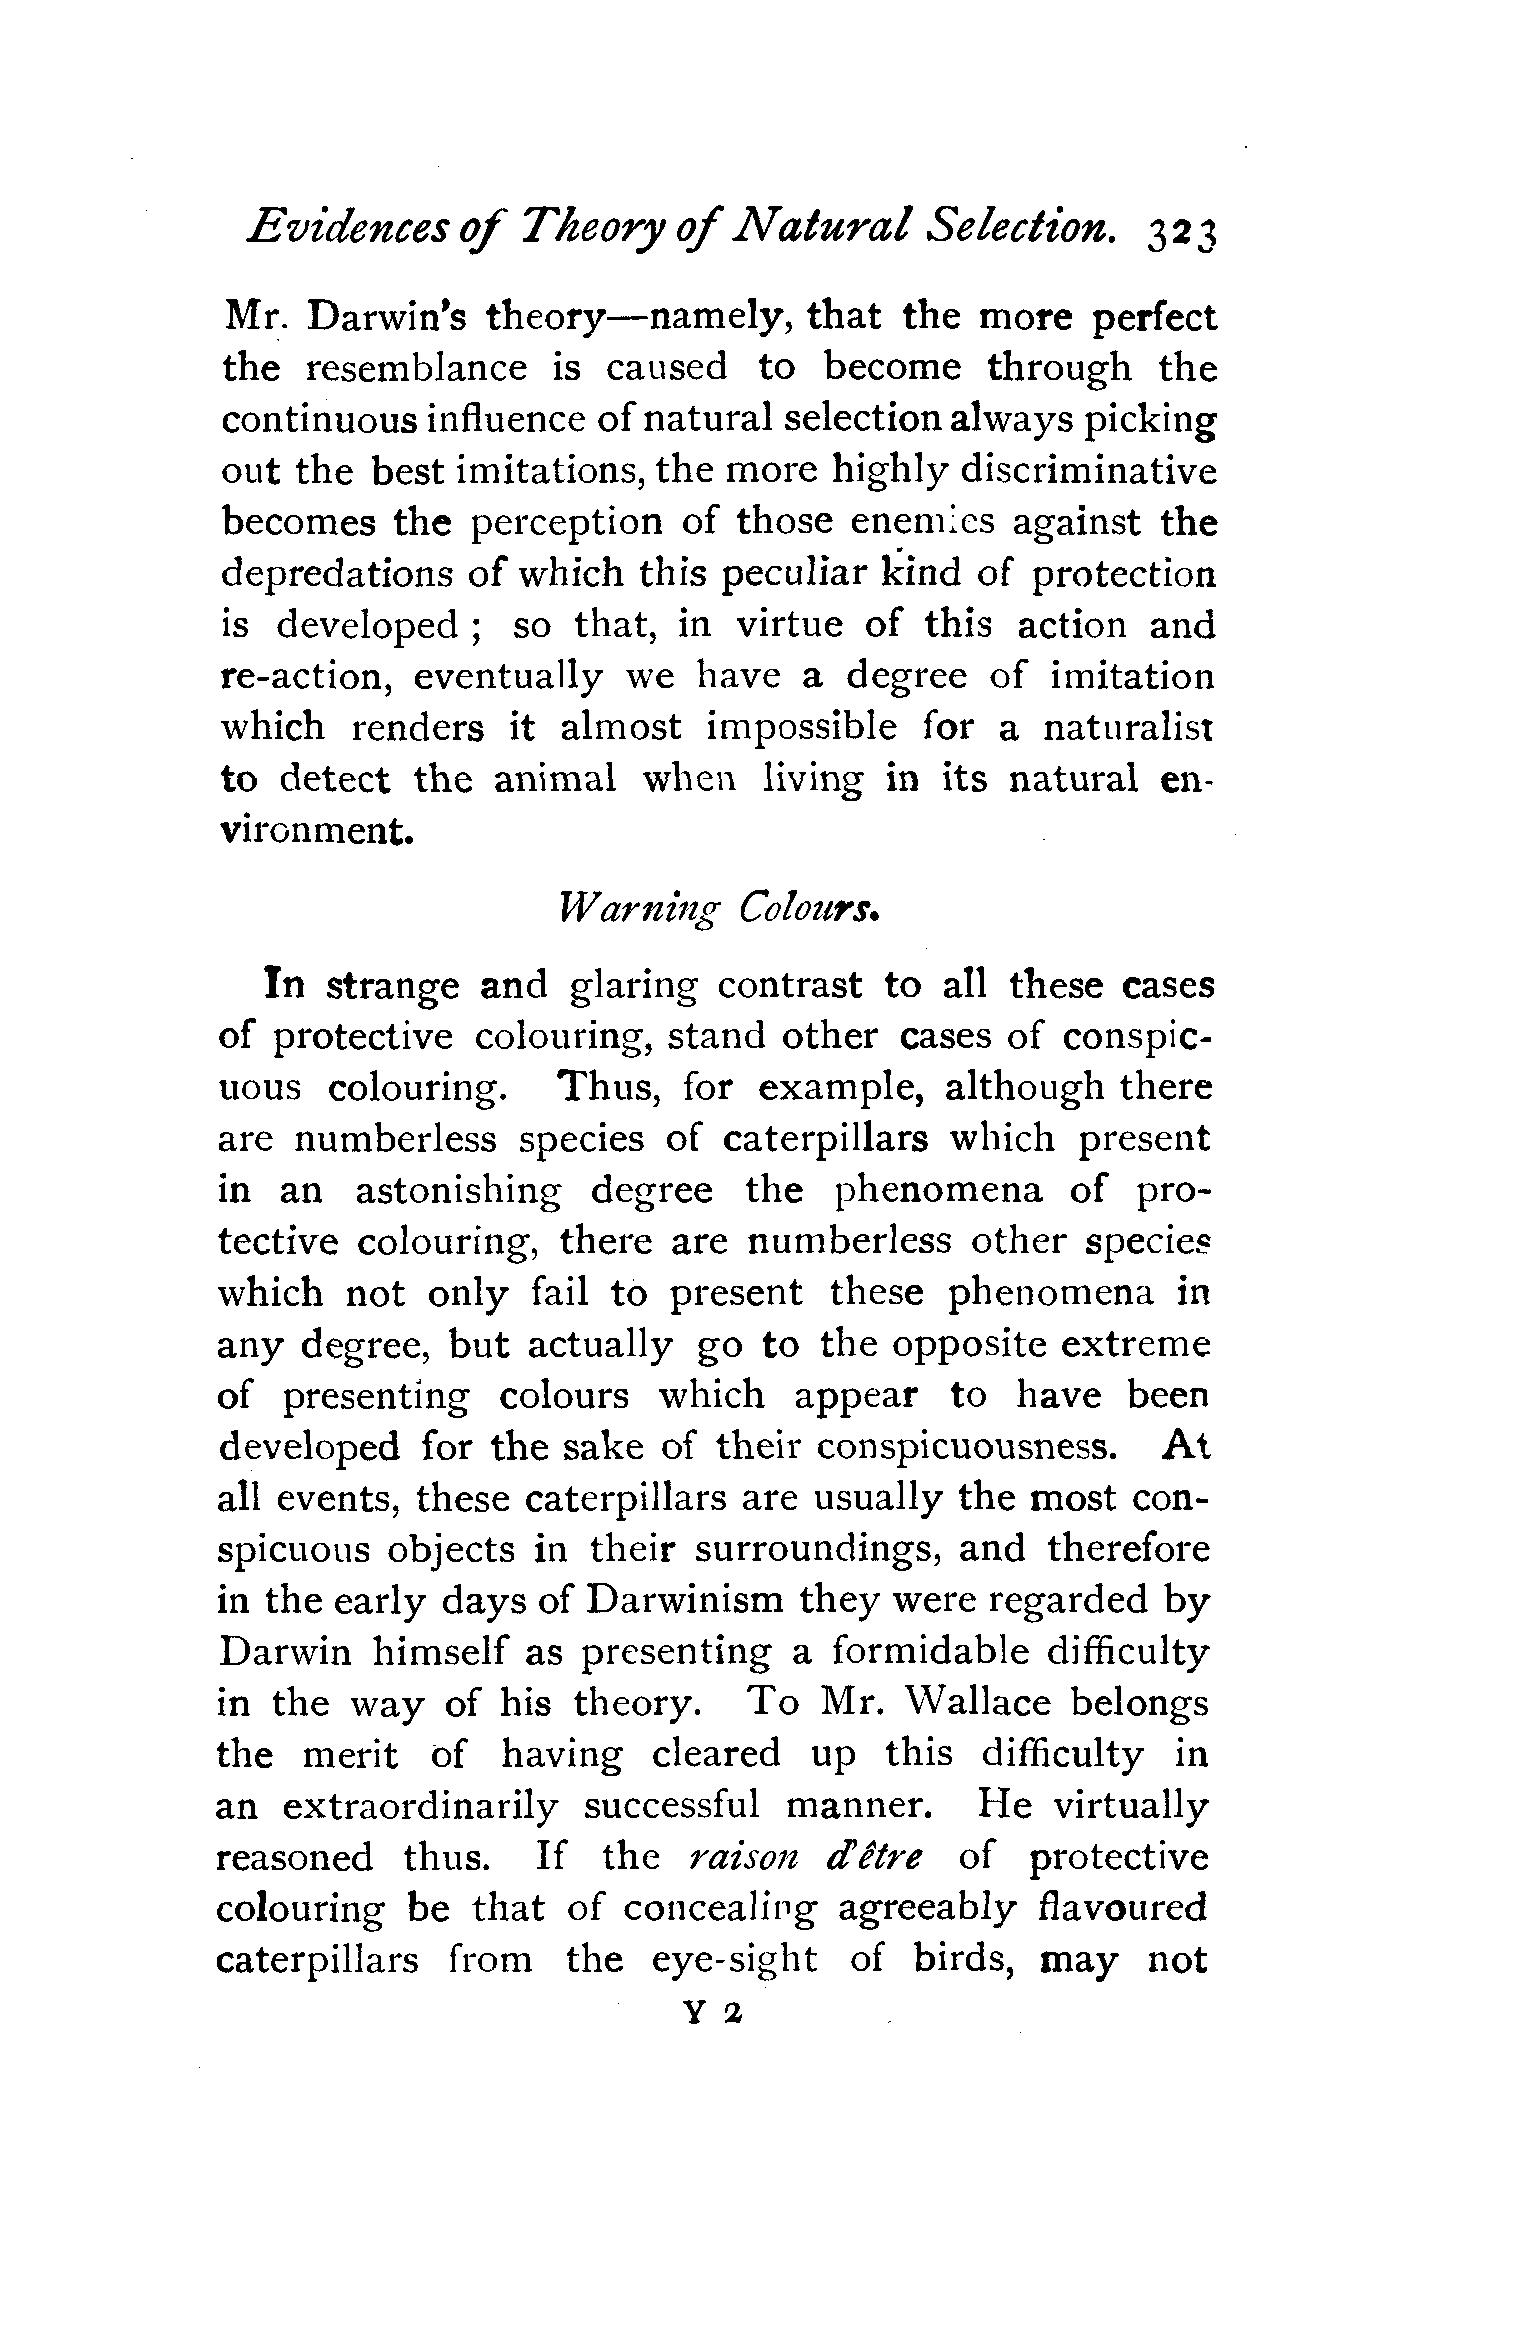 Evidences of Theory of Natural Selection. 323
Mr. Darwin's theory—namely, that the more perfect
the resemblance is caused to become through the
continuous influence of natural selection always picking
out the best imitations, the more highly discriminative
becomes the perception of those enemies against the
depredations of which this peculiar kind of protection
is developed ; so that, in virtue of this action and
re-action, eventually we have a degree of imitation
which renders it almost impossible for a naturalist
to detect the animal when living in its natural en-
vironment.
Warning Colours.
In strange and glaring contrast to all these cases
of protective colouring, stand other cases of conspic-
uous colouring. Thus, for example, although there
are numberless species of caterpillars which present
in an astonishing degree the phenomena of pro-
tective colouring, there are numberless other species
which not only fail to present these phenomena in
any degree, but actually go to the opposite extreme
of presenting colours which appear to have been
developed for the sake of their conspicuousness. At
all events, these caterpillars are usually the most con-
spicuous objects in their surroundings, and therefore
in the early days of Darwinism they were regarded by
Darwin himself as presenting a formidable difficulty
in the way of his theory. To Mr. Wallace belongs
the merit of having cleared up this difficulty in
an extraordinarily successful manner. He virtually
reasoned thus. If the raison d'être of protective
colouring be that of concealing agreeably flavoured
caterpillars from the eye-sight of birds, may not
Y 2